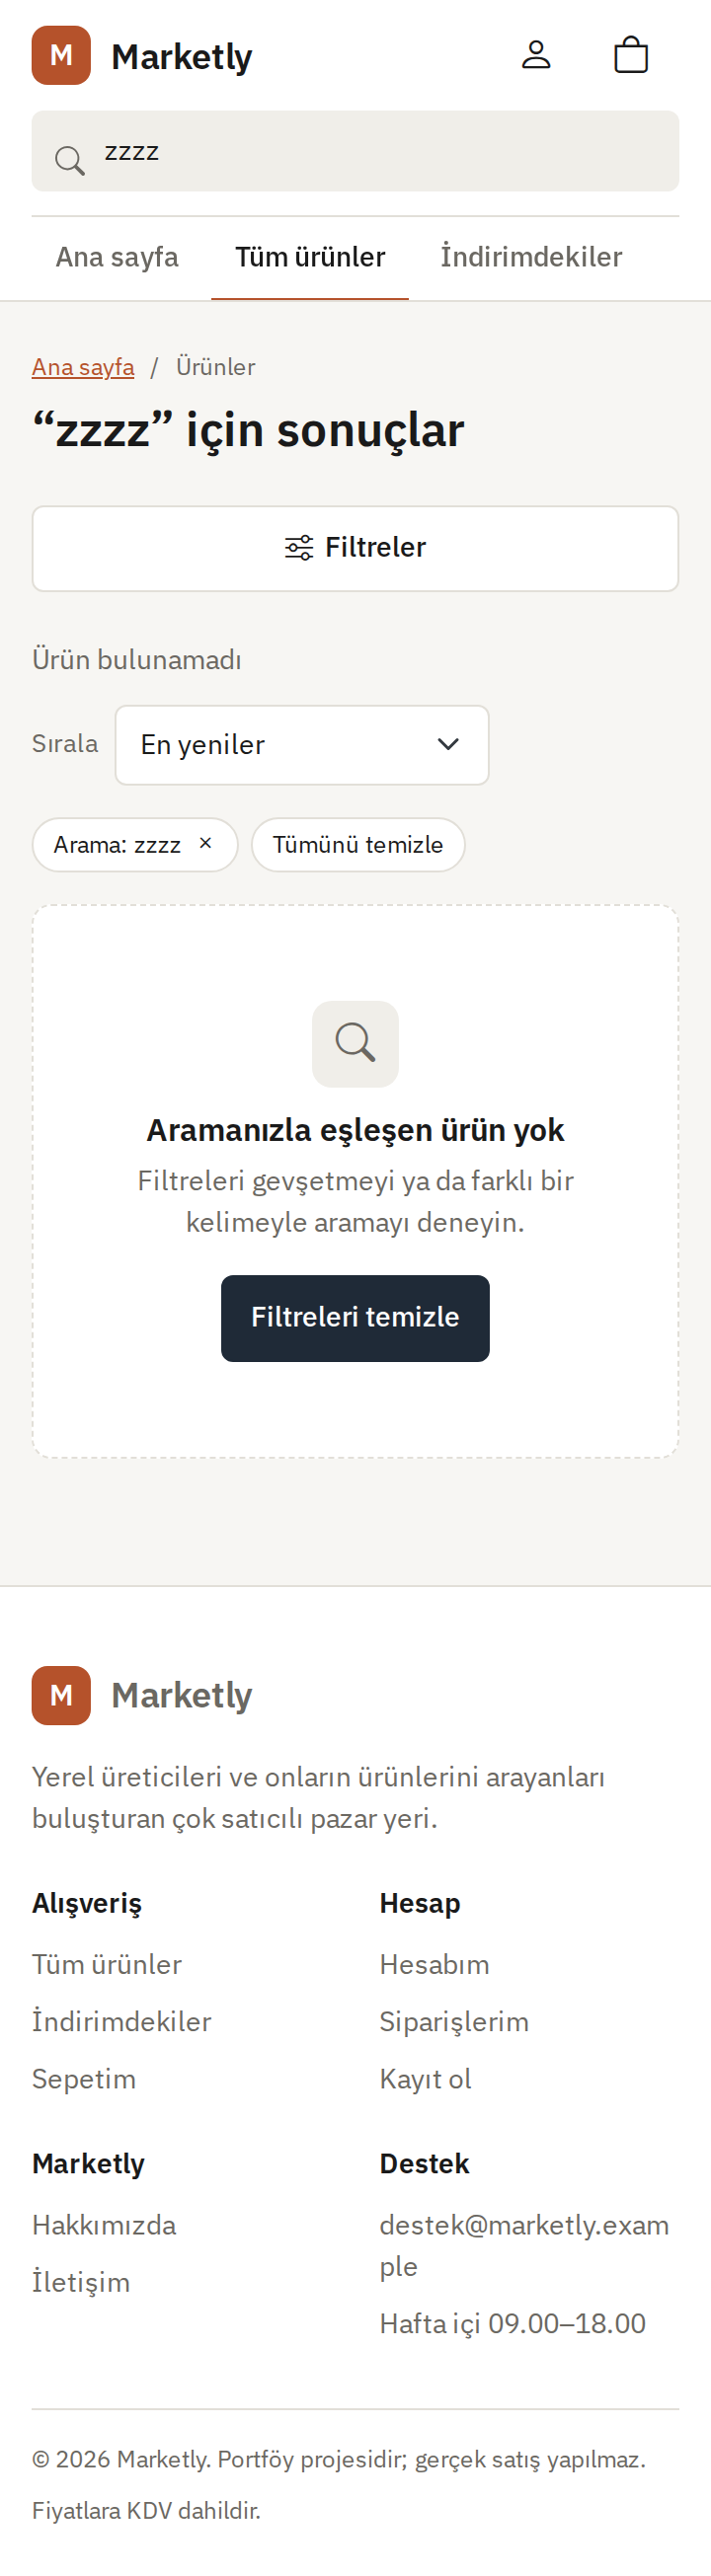 M Marketly
zzzz
Ana sayfa Tüm ürünler İndirimdekiler
Ana sayfa / Ürünler
“zzzz” için sonuçlar
Filtreler
Ürün bulunamadı
Sırala En yeniler
Arama: zzzz × Tümünü temizle
Aramanızla eşleşen ürün yok
Filtreleri gevşetmeyi ya da farklı bir
kelimeyle aramayı deneyin.
Filtreleri temizle
M Marketly
Yerel üreticileri ve onların ürünlerini arayanları
buluşturan çok satıcılı pazar yeri.
Alışveriş
Tüm ürünler
İndirimdekiler
Sepetim
Hesap
Hesabım
Siparişlerim
Kayıt ol
Marketly
Hakkımızda
İletişim
Destek
destek@marketly.exam
ple
Hafta içi 09.00–18.00
© 2026 Marketly. Portföy projesidir; gerçek satış yapılmaz.
Fiyatlara KDV dahildir.